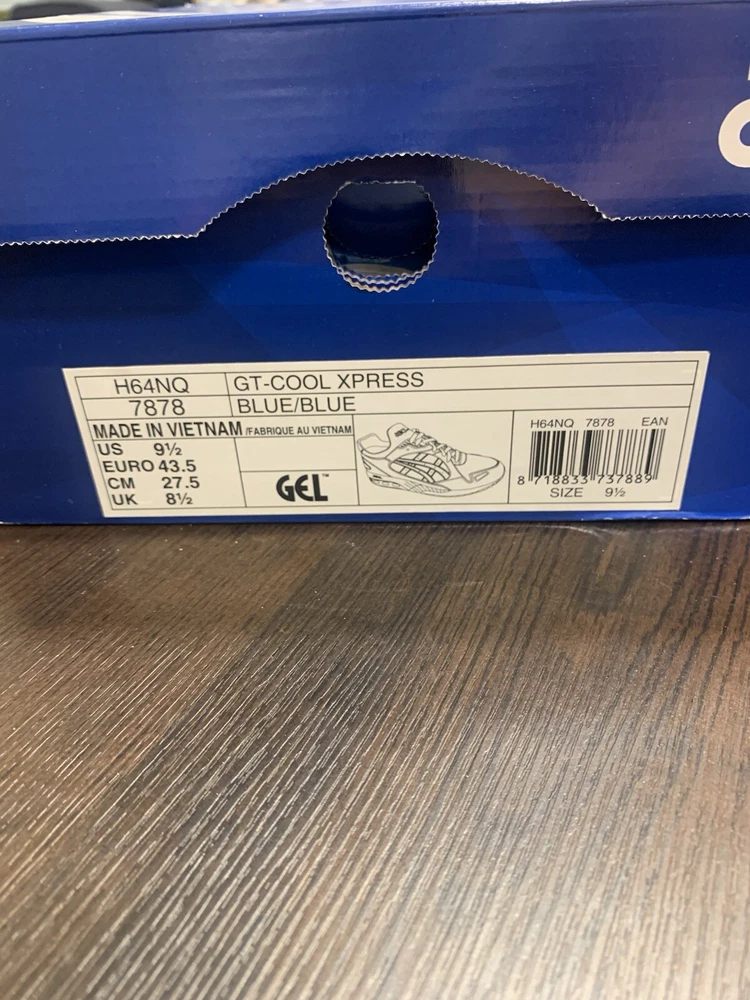 H64NQ GT-COOL XPRESS
7878 BLUE/BLUE
MADE IN VIETNAM /FABRIQUE AU VIETNAM
US 9½
EURO 43.5
CM 27.5
UK 8½
GEL™
H64NQ 7878 EAN
8 718833 737889
SIZE 9½